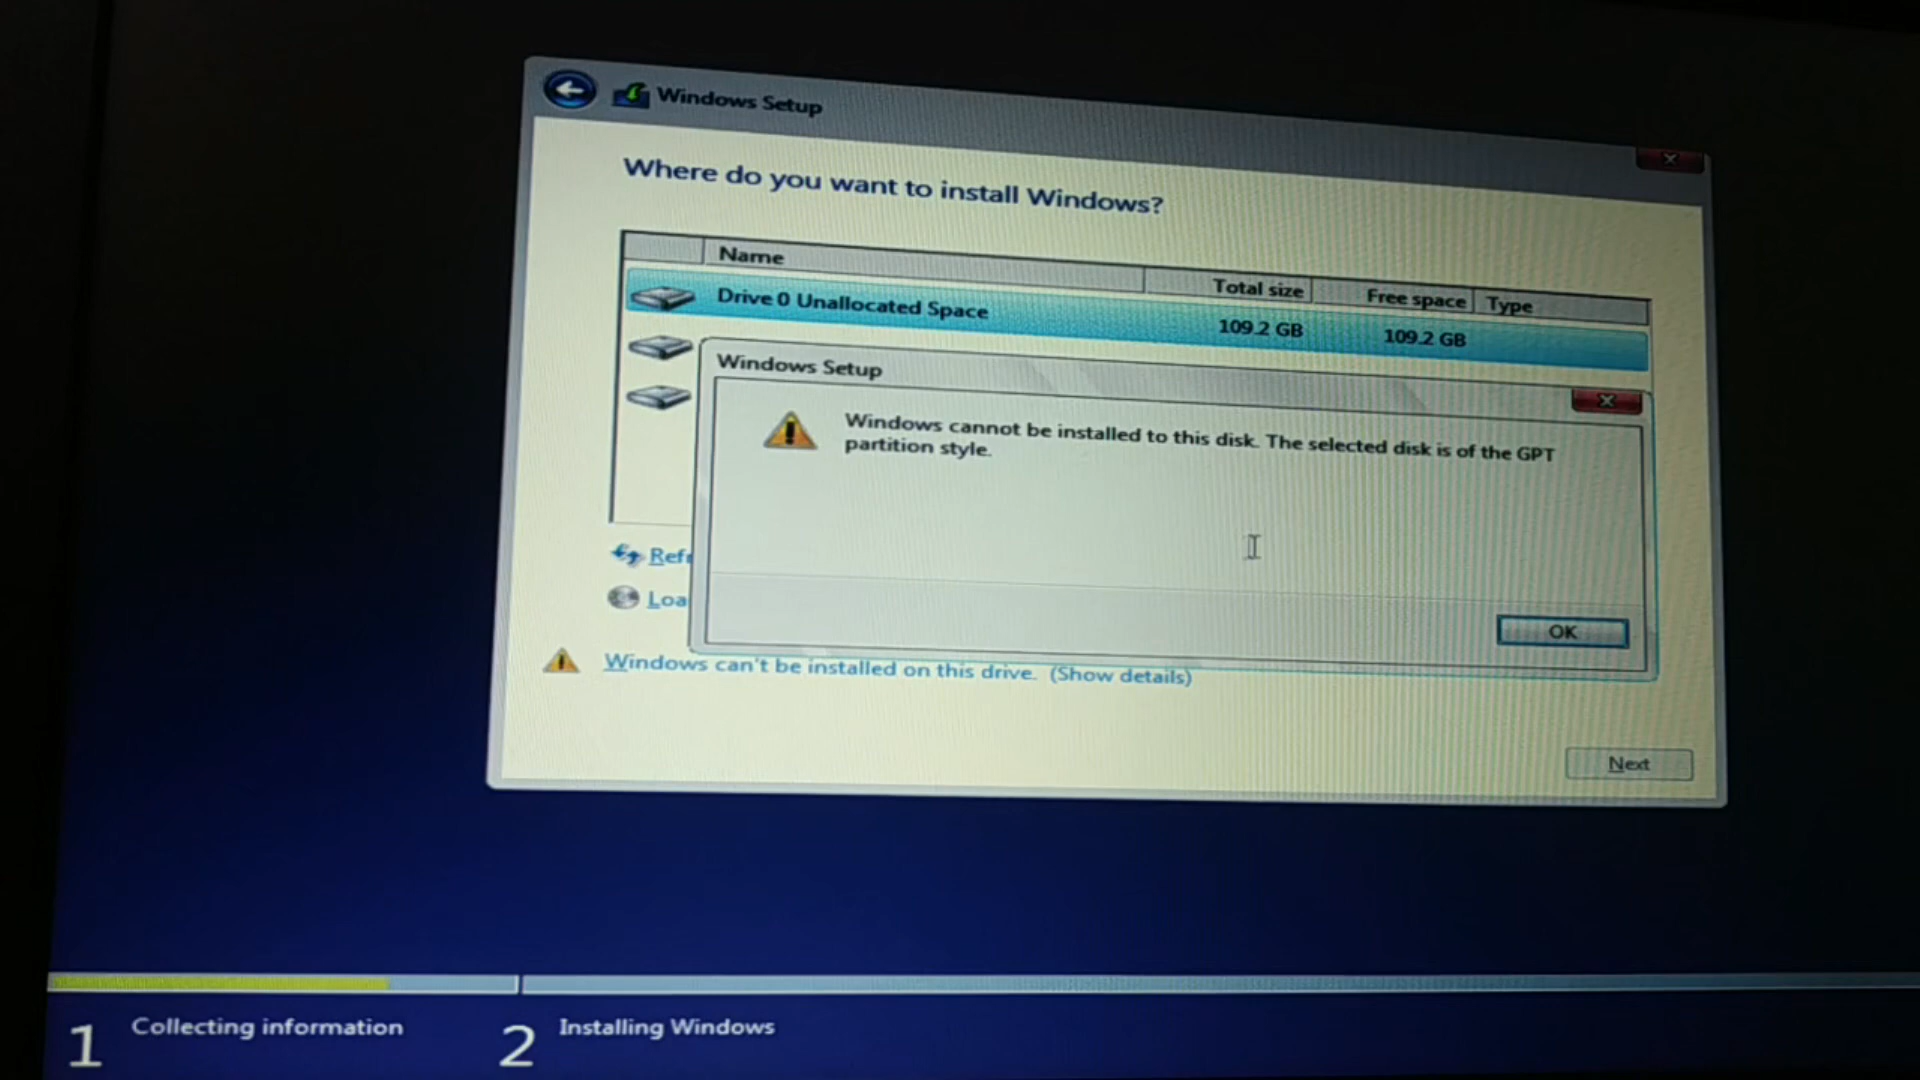 Windows Setup
Where do you want to install Windows?
Name Total size Free space Type
Drive 0 Unallocated Space 109.2 GB 109.2 GB
Windows Setup
Windows cannot be installed to this disk. The selected disk is of the GPT
partition style.
Refr
Loa
OK
Windows can't be installed on this drive. (Show details)
Next
1 Collecting information 2 Installing Windows